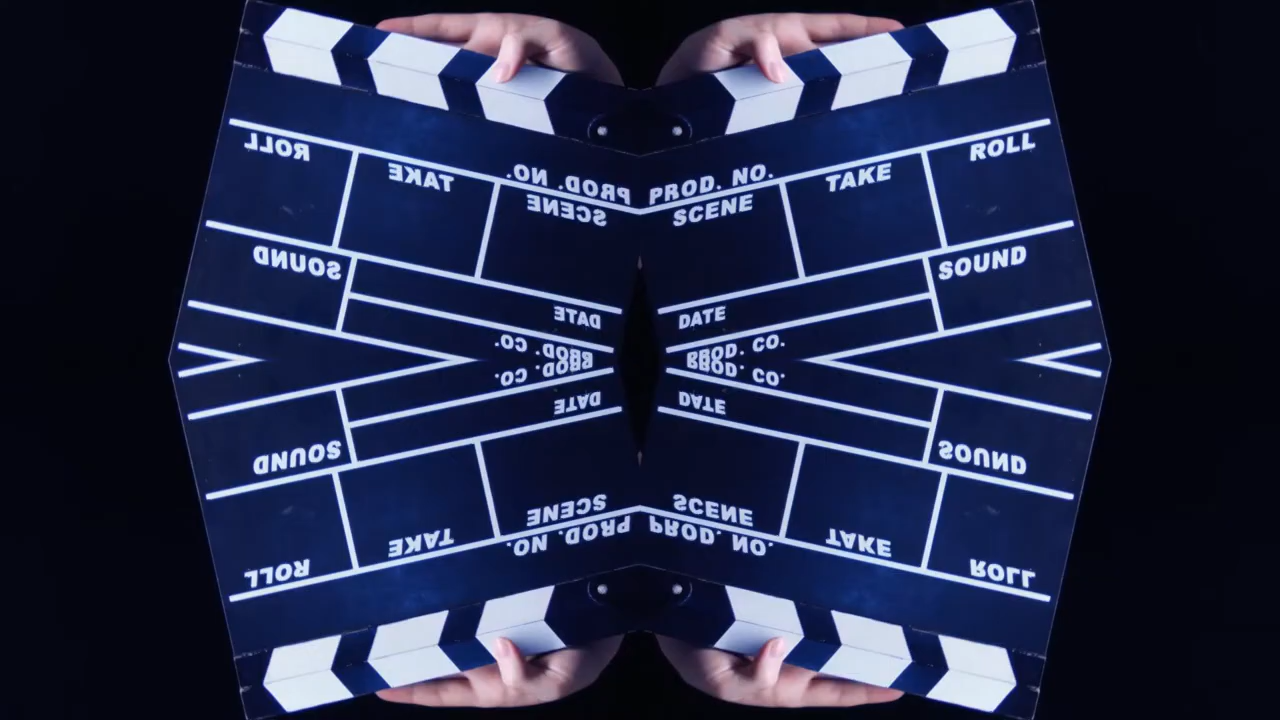 ROLL ROLL
TAKE PROD. NO. PROD. NO. TAKE
SCENE SCENE
SOUND SOUND
DATE DATE
PROD. CO. PROD. CO.
PROD. CO. PROD. CO.
DATE DATE
SOUND SOUND
SCENE SCENE
TAKE PROD. NO. PROD. NO. TAKE
ROLL ROLL